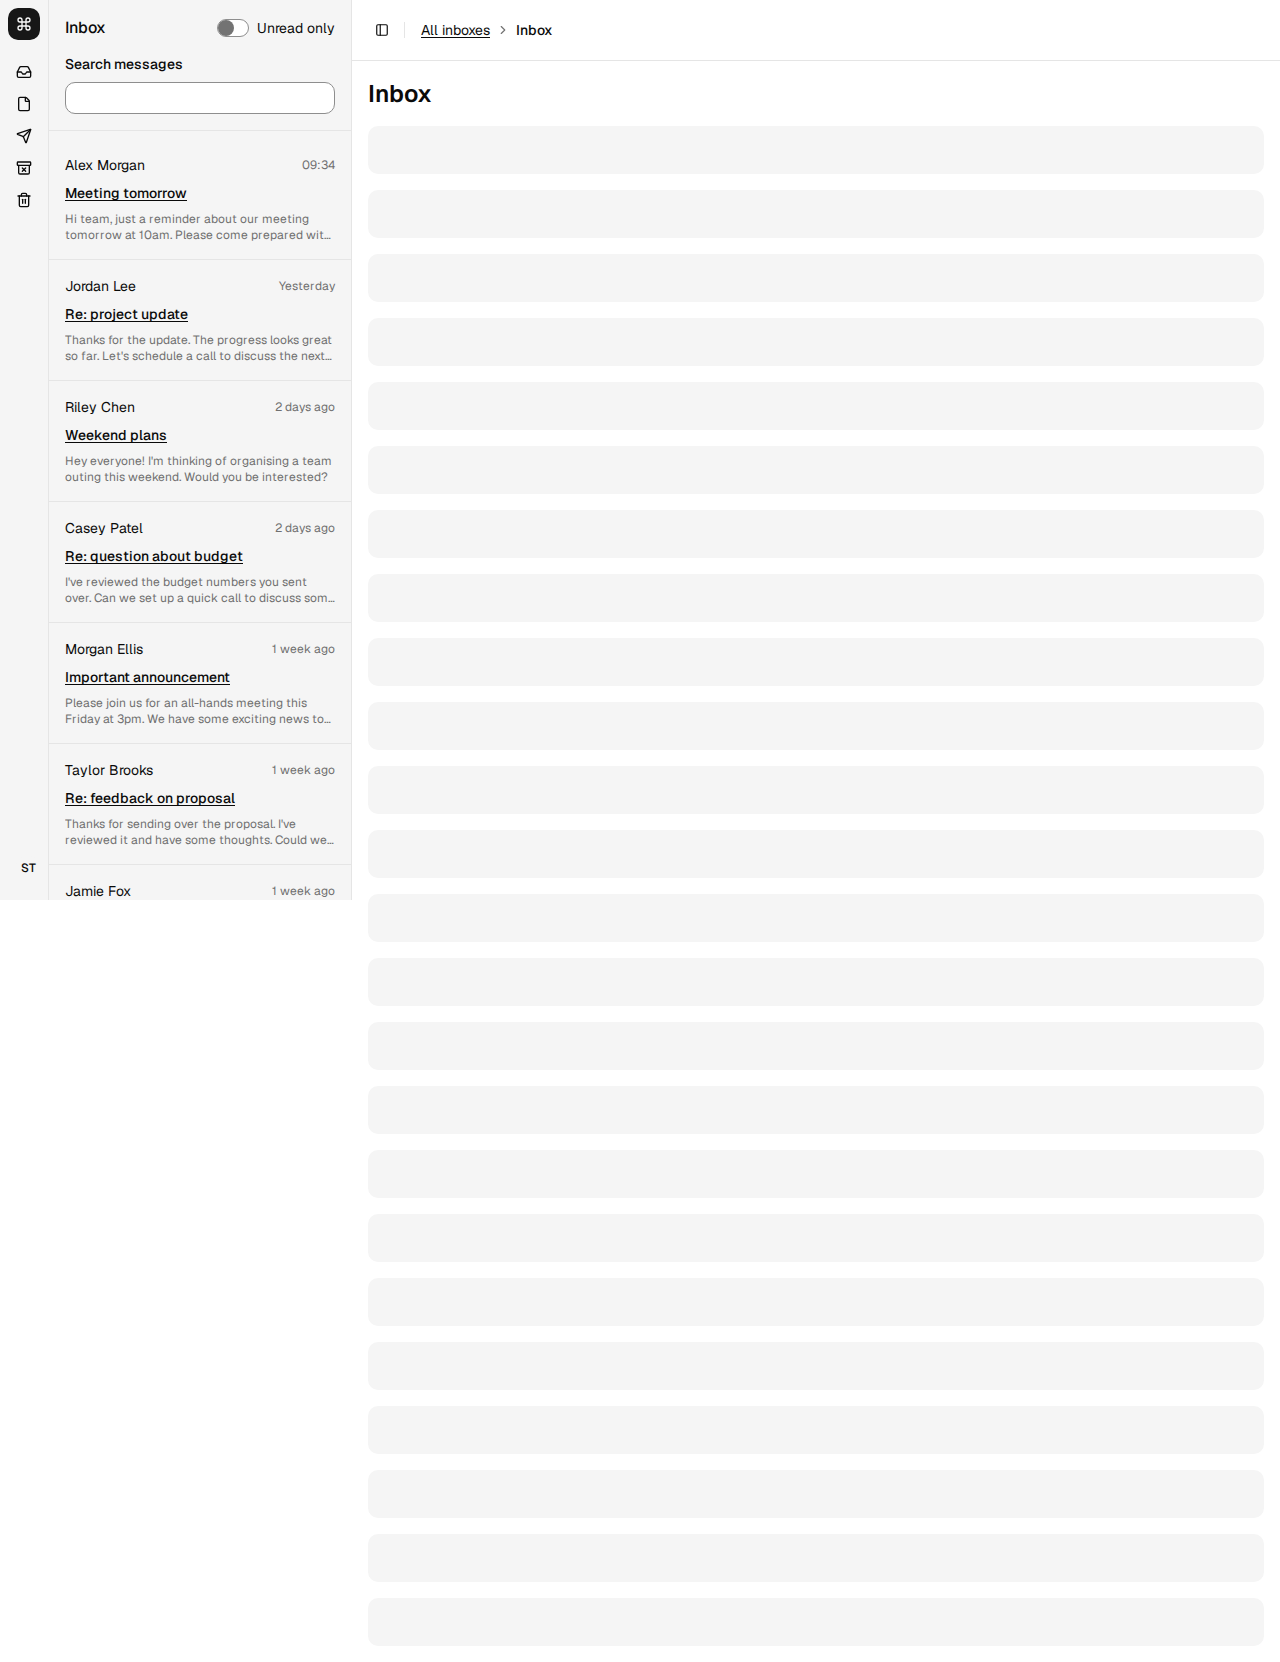 Inbox
Unread only
Search messages
Alex Morgan
09:34
Meeting tomorrow
Hi team, just a reminder about our meeting
tomorrow at 10am. Please come prepared wit…
Jordan Lee
Yesterday
Re: project update
Thanks for the update. The progress looks great
so far. Let's schedule a call to discuss the next…
Riley Chen
2 days ago
Weekend plans
Hey everyone! I'm thinking of organising a team
outing this weekend. Would you be interested?
Casey Patel
2 days ago
Re: question about budget
I've reviewed the budget numbers you sent
over. Can we set up a quick call to discuss som…
Morgan Ellis
1 week ago
Important announcement
Please join us for an all-hands meeting this
Friday at 3pm. We have some exciting news to…
Taylor Brooks
1 week ago
Re: feedback on proposal
Thanks for sending over the proposal. I've
reviewed it and have some thoughts. Could we…
Jamie Fox
1 week ago
ST
All inboxes
Inbox
Inbox